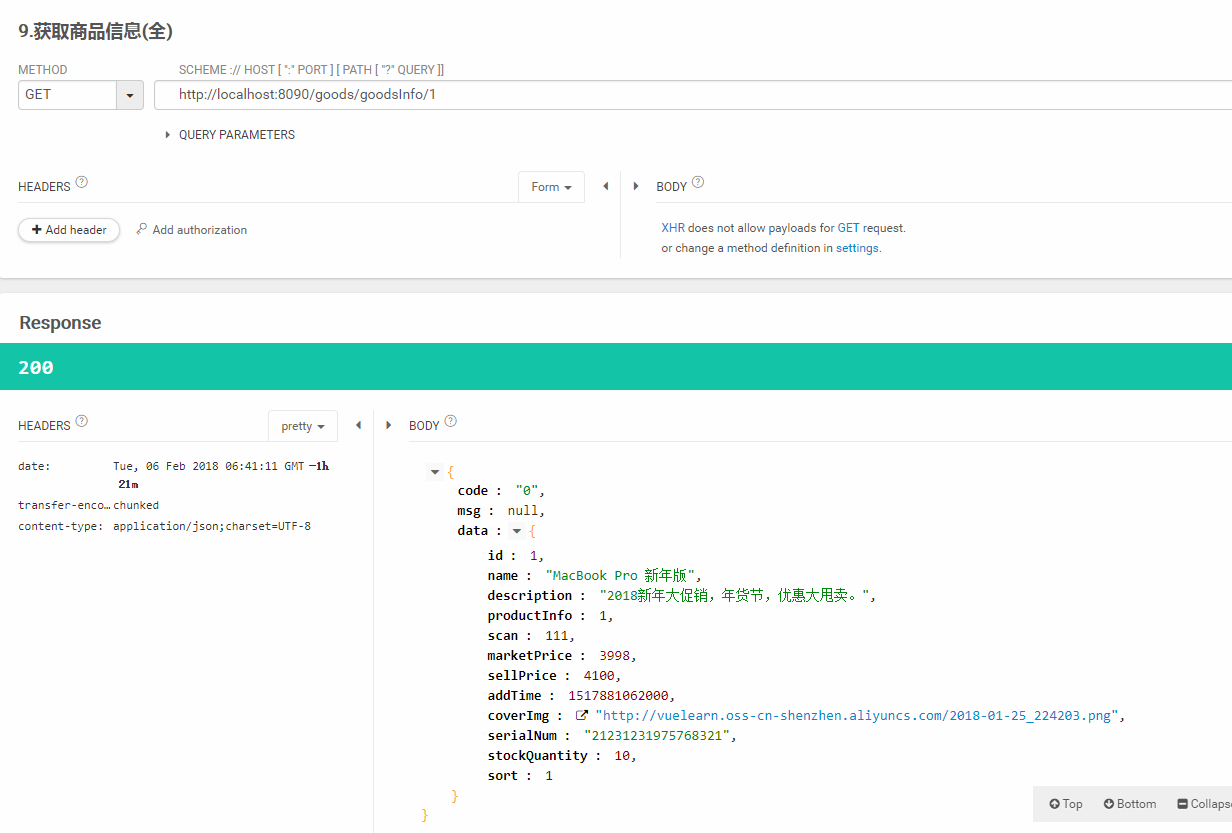 9.获取商品信息(全)
METHOD
SCHEME :// HOST [ ":" PORT ] [ PATH [ "?" QUERY ]]
GET
http://localhost:8090/goods/goodsInfo/1
QUERY PARAMETERS
HEADERS ?
Form
BODY ?
Add header
Add authorization
XHR does not allow payloads for GET request.
or change a method definition in settings.
Response
200
HEADERS ?
pretty
BODY ?
date: Tue, 06 Feb 2018 06:41:11 GMT −1h
21m
transfer-enco… chunked
content-type: application/json;charset=UTF-8
{
code : "0",
msg : null,
data : {
id : 1,
name : "MacBook Pro 新年版",
description : "2018新年大促销，年货节，优惠大甩卖。",
productInfo : 1,
scan : 111,
marketPrice : 3998,
sellPrice : 4100,
addTime : 1517881062000,
coverImg : "http://vuelearn.oss-cn-shenzhen.aliyuncs.com/2018-01-25_224203.png",
serialNum : "21231231975768321",
stockQuantity : 10,
sort : 1
}
}
Top
Bottom
Collaps